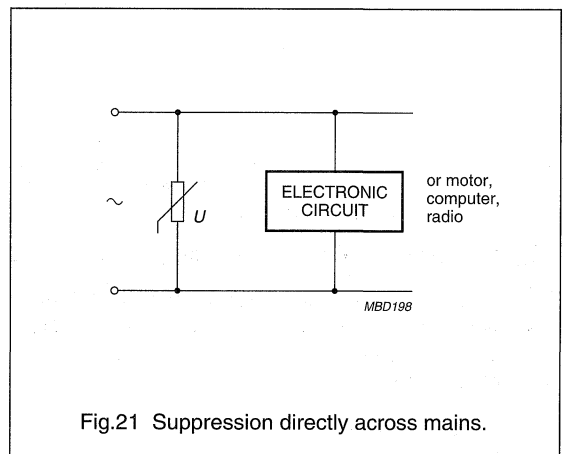 ELECTRONIC
CIRCUIT
or motor,
computer,
radio
~
U
MBD198
Fig.21 Suppression directly across mains.